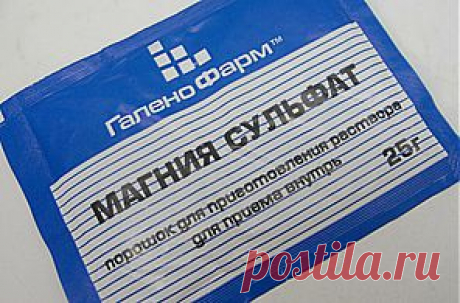 ГаленоФарм™
МАГНИЯ СУЛЬФАТ
порошок для приготовления раствора
для приема внутрь
25г
postila.ru